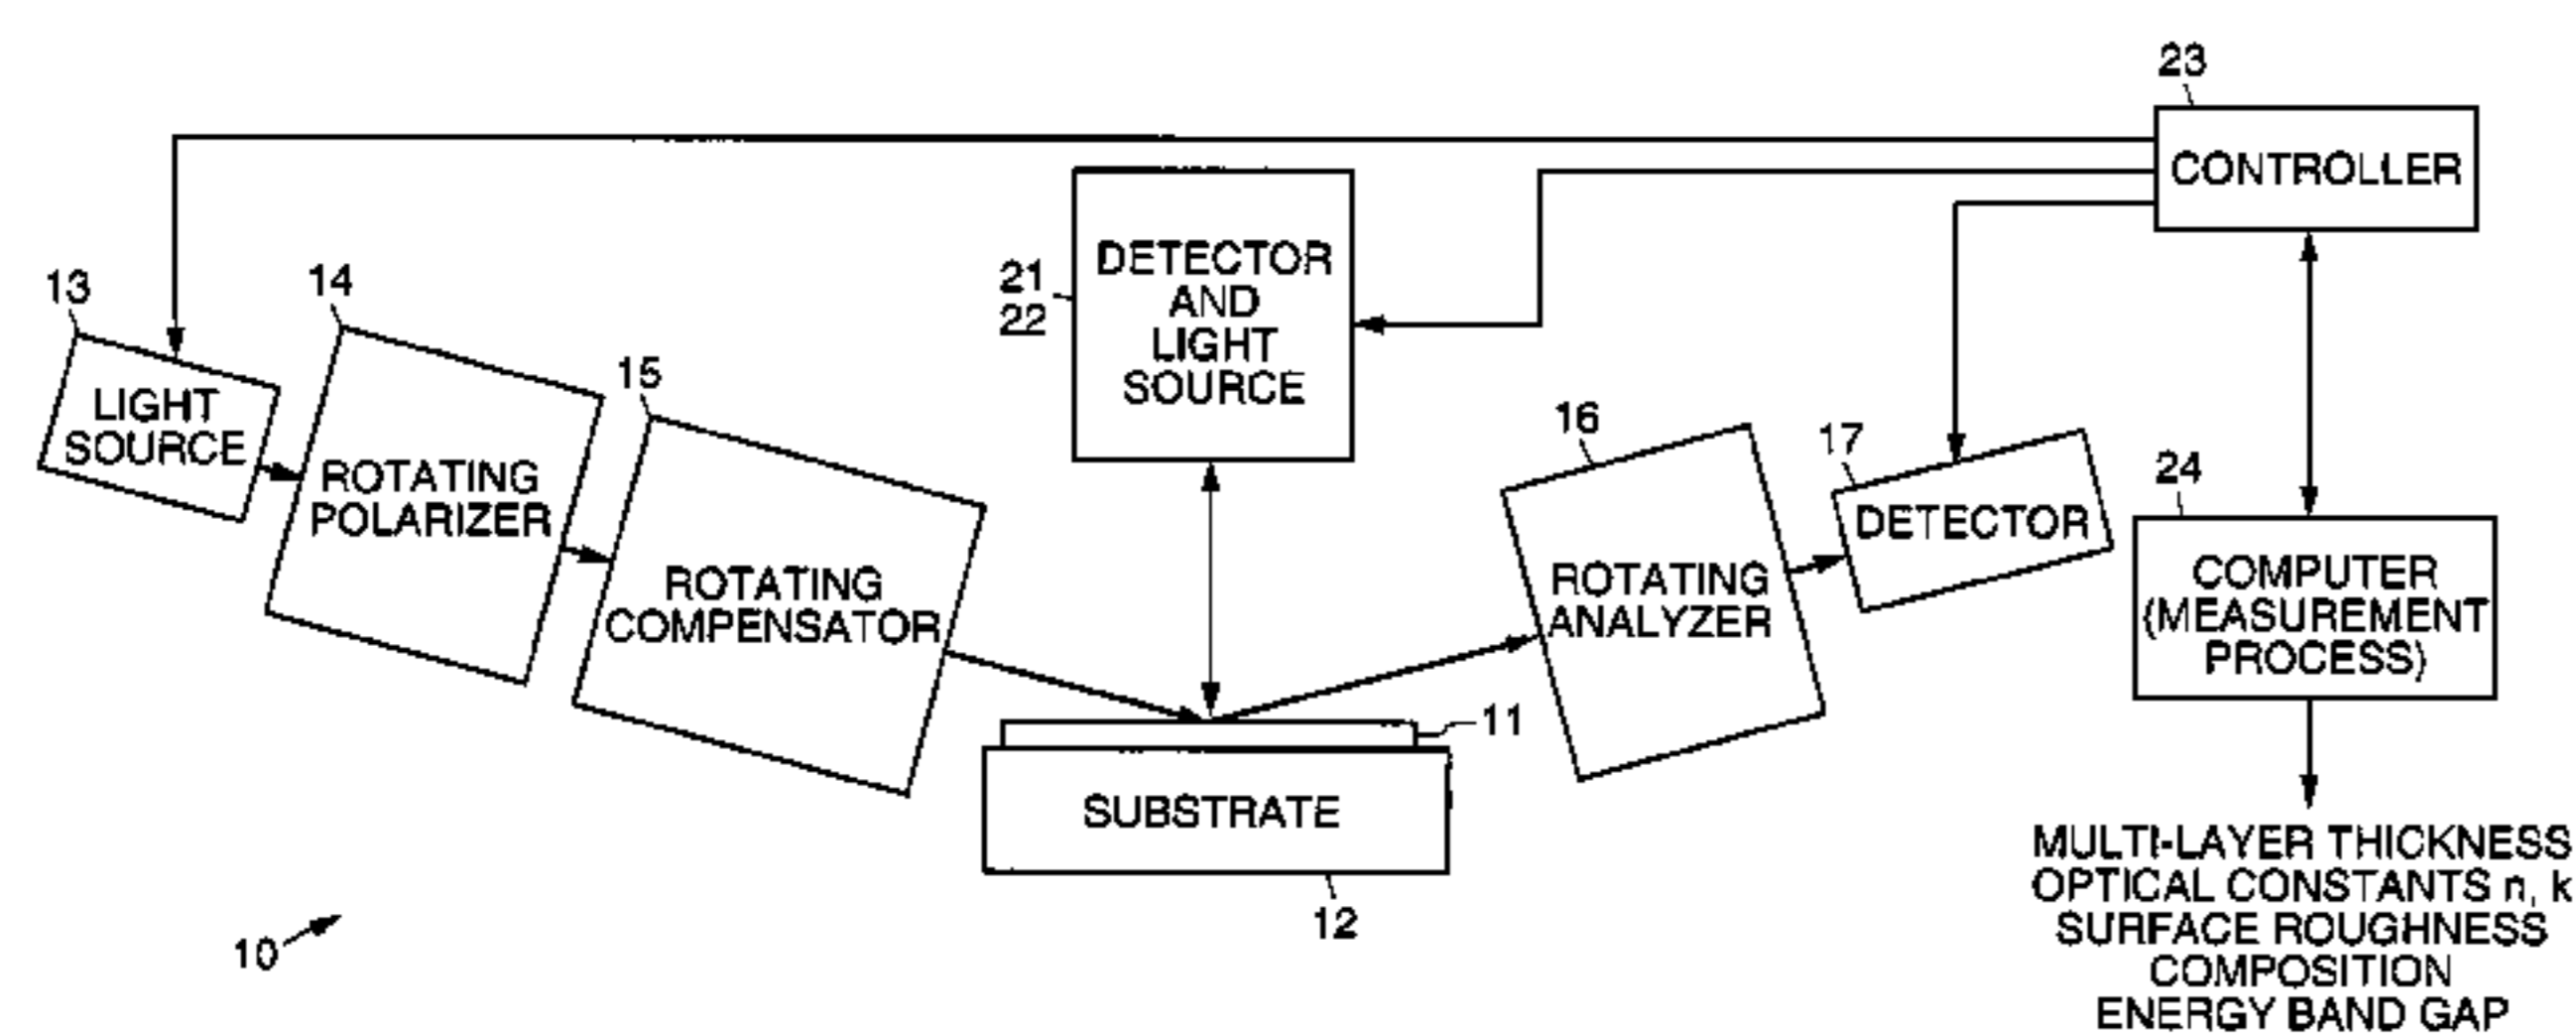 23
CONTROLLER
13
LIGHT
SOURCE
14
ROTATING
POLARIZER
15
ROTATING
COMPENSATOR
21
22
DETECTOR
AND
LIGHT
SOURCE
16
ROTATING
ANALYZER
17
DETECTOR
24
COMPUTER
(MEASUREMENT
PROCESS)
11
SUBSTRATE
12
10
MULTI-LAYER THICKNESS
OPTICAL CONSTANTS n, k
SURFACE ROUGHNESS
COMPOSITION
ENERGY BAND GAP